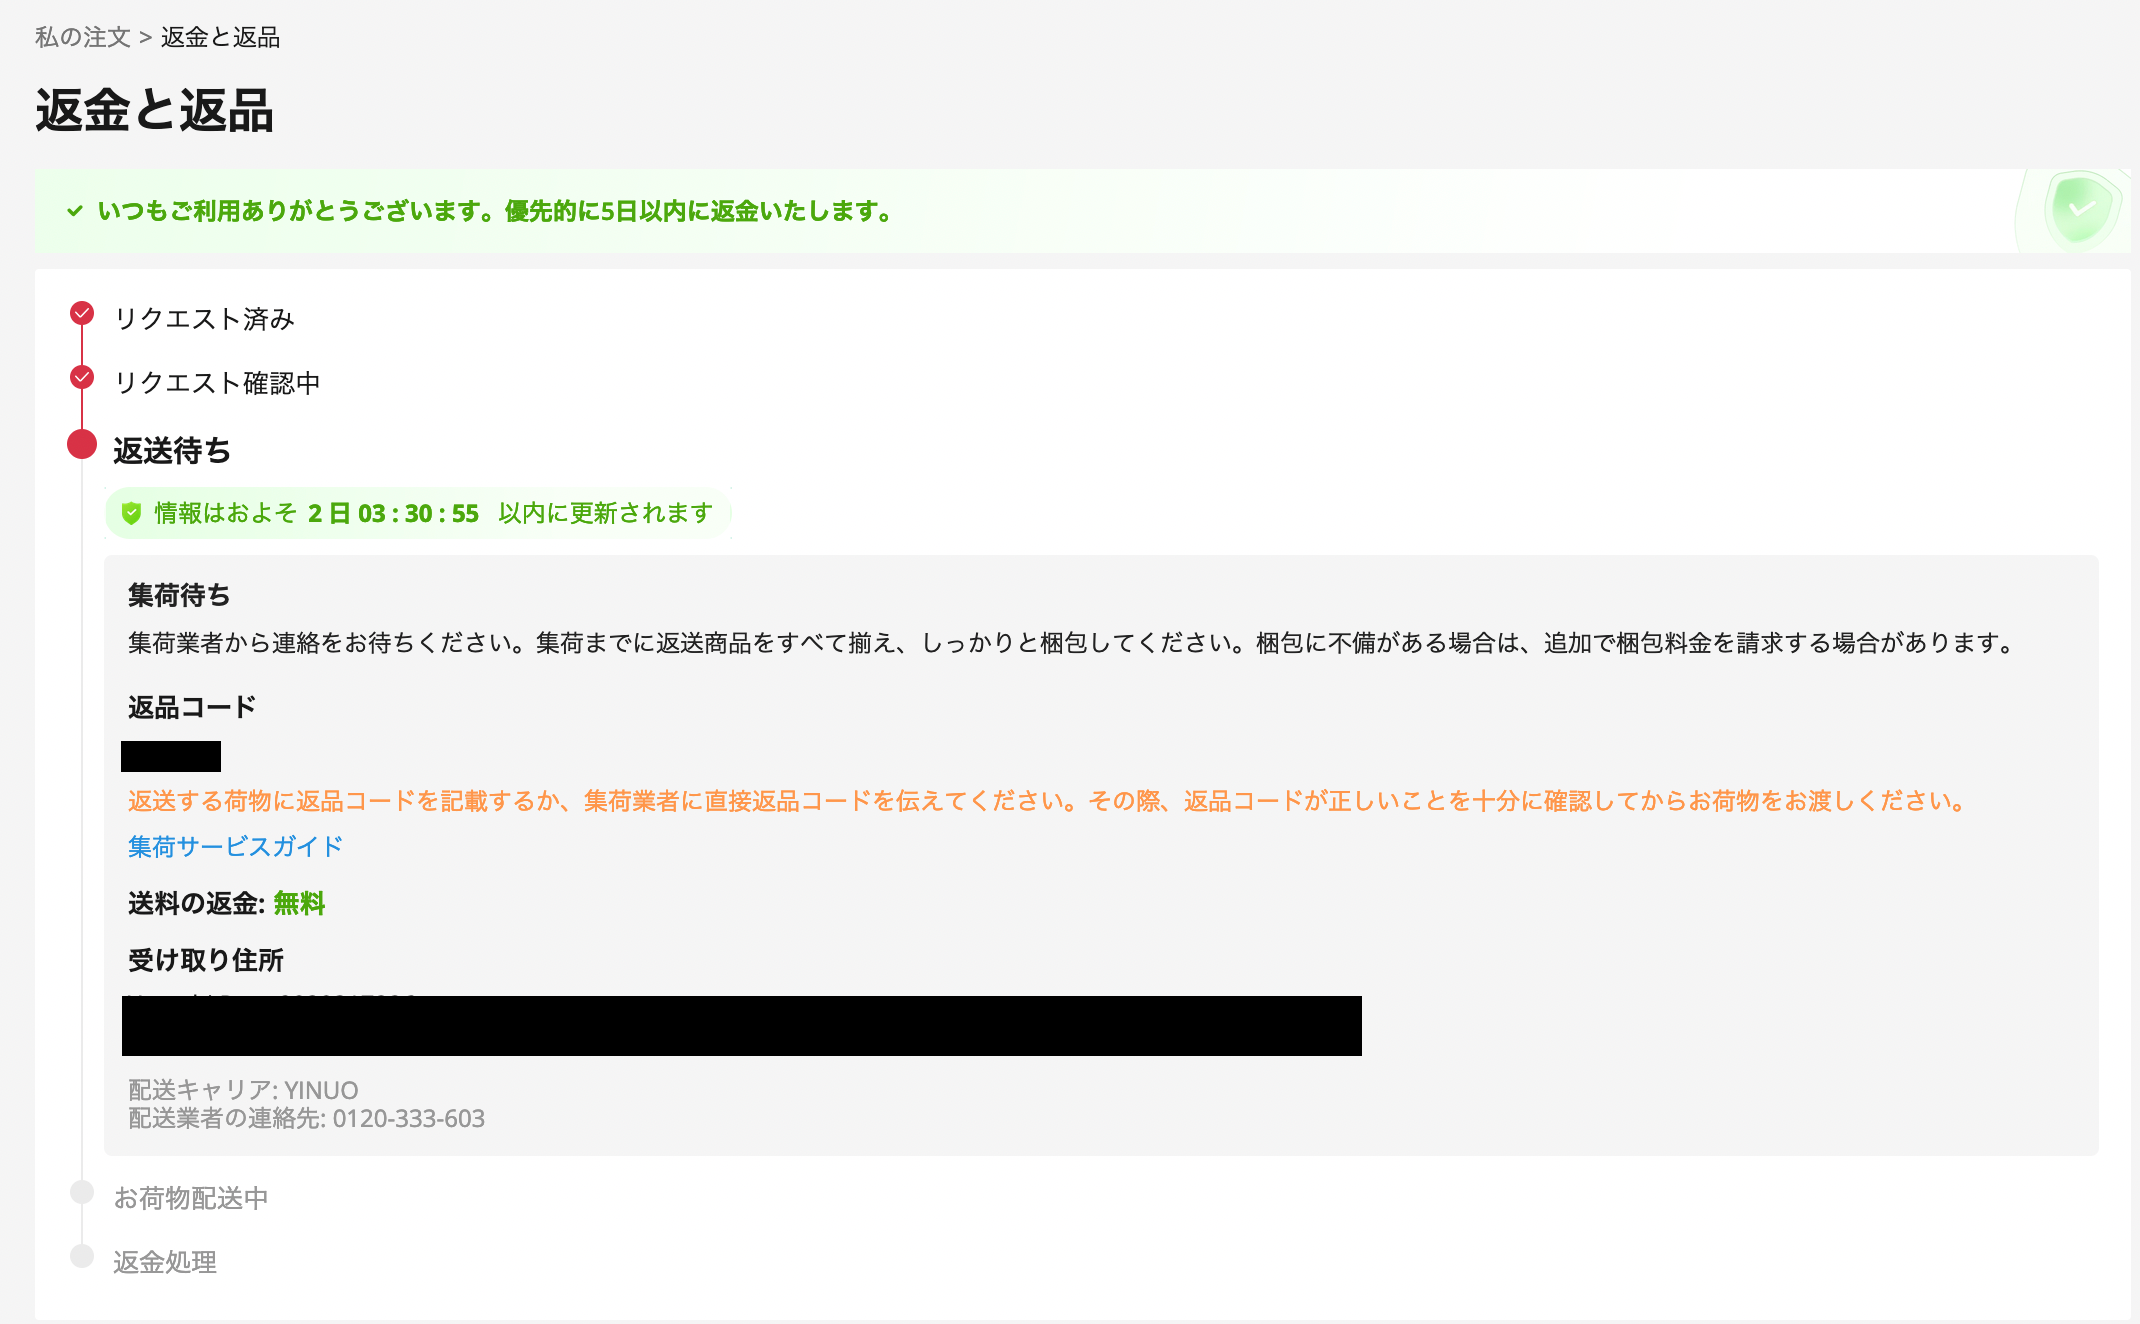 私の注文 > 返金と返品
返金と返品
いつもご利用ありがとうございます。優先的に5日以内に返金いたします。
リクエスト済み
リクエスト確認中
返送待ち
情報はおよそ 2 日 03 : 30 : 55 以内に更新されます
集荷待ち
集荷業者から連絡をお待ちください。集荷までに返送商品をすべて揃え、しっかりと梱包してください。梱包に不備がある場合は、追加で梱包料金を請求する場合があります。
返品コード
返送する荷物に返品コードを記載するか、集荷業者に直接返品コードを伝えてください。その際、返品コードが正しいことを十分に確認してからお荷物をお渡しください。
集荷サービスガイド
送料の返金: 無料
受け取り住所
配送キャリア: YINUO
配送業者の連絡先: 0120-333-603
お荷物配送中
返金処理